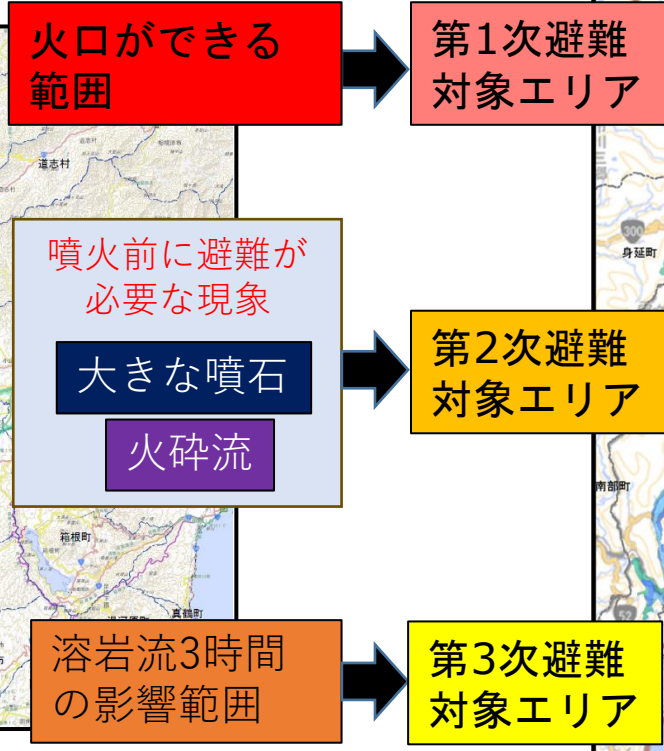 火口ができる
範囲
第1次避難
対象エリア
道志村
身延町
300
噴火前に避難が
必要な現象
大きな噴石
火砕流
第2次避難
対象エリア
南部町
箱根町
真鶴町
52
溶岩流3時間
の影響範囲
第3次避難
対象エリア